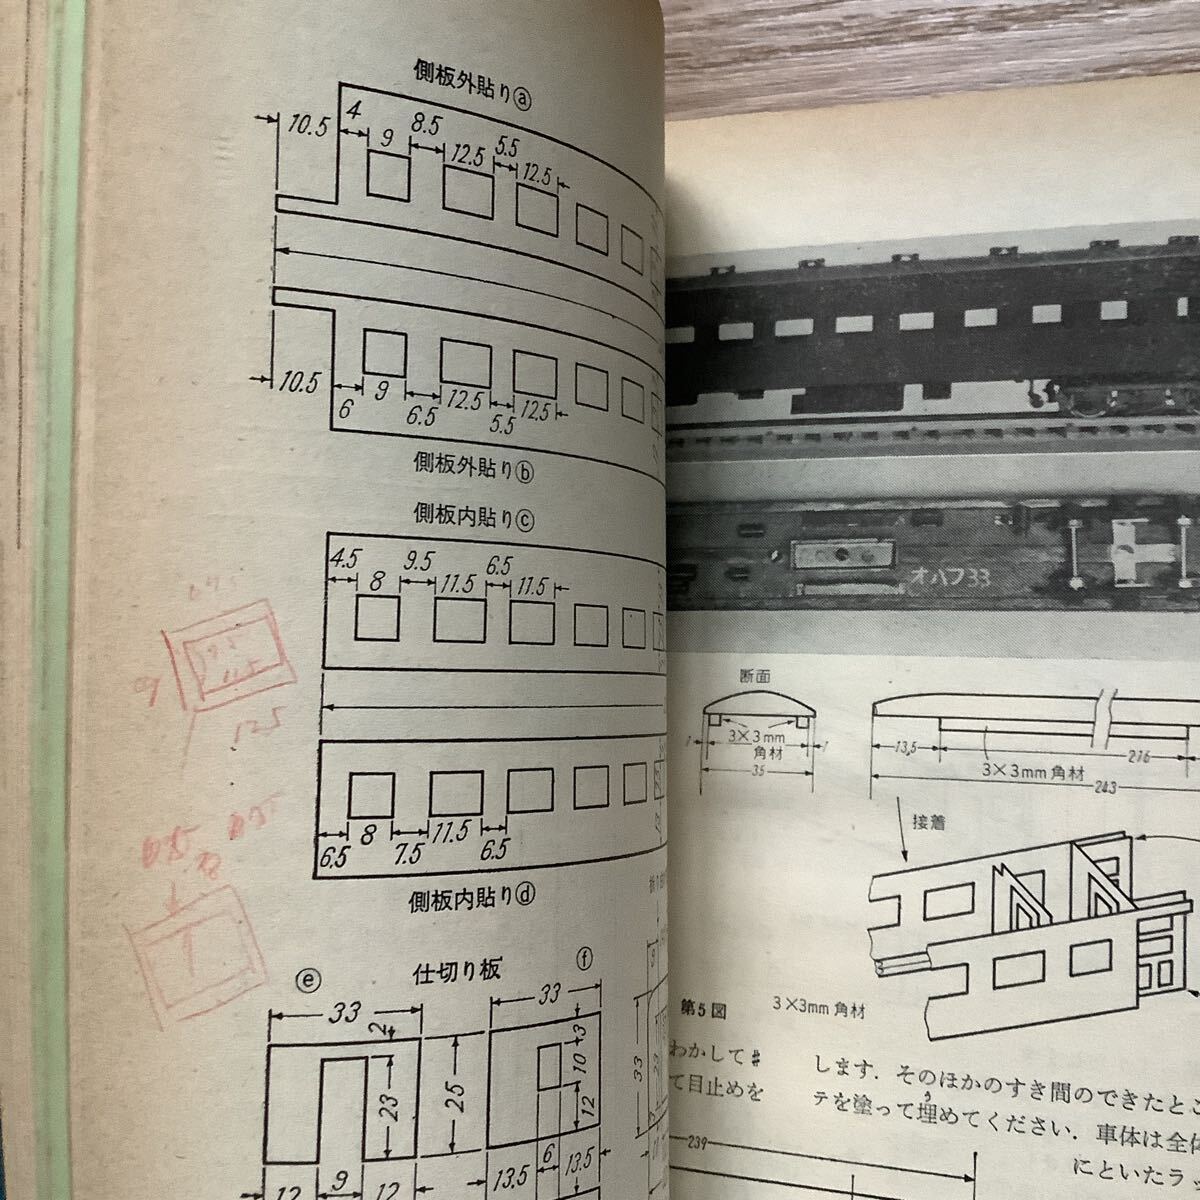 側板外貼りⓐ
10.5
4
9
8.5
12.5
5.5
12.5
10.5
6
9
6.5
12.5
5.5
12.5
側板外貼りⓑ
側板内貼りⓒ
4.5
8
9.5
11.5
6.5
11.5
12.5
6.5
8
7.5
11.5
6.5
側板内貼りⓓ
ⓔ
仕切り板
ⓕ
33
2
23
25
12
9
12
33
3
10
12
13.5
6
13.5
33
オハフ33
断面
3×3mm
角材
1
1
35
13.5
216
3×3mm角材
243
接着
第5図
3×3mm角材
わかして#
て目止めを
239
します．そのほかのすき間のできたとこ
テを塗って埋めてください．車体は全体
にといたラ